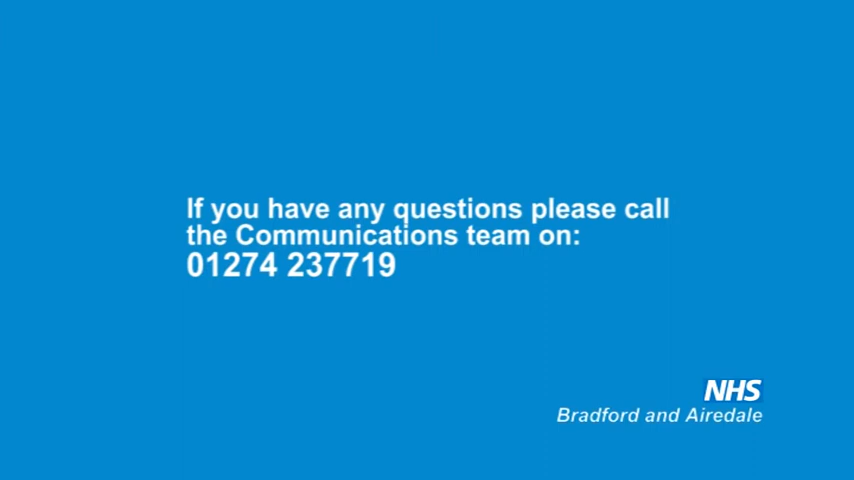 If you have any questions please call
the Communications team on:
01274 237719
NHS
Bradford and Airedale